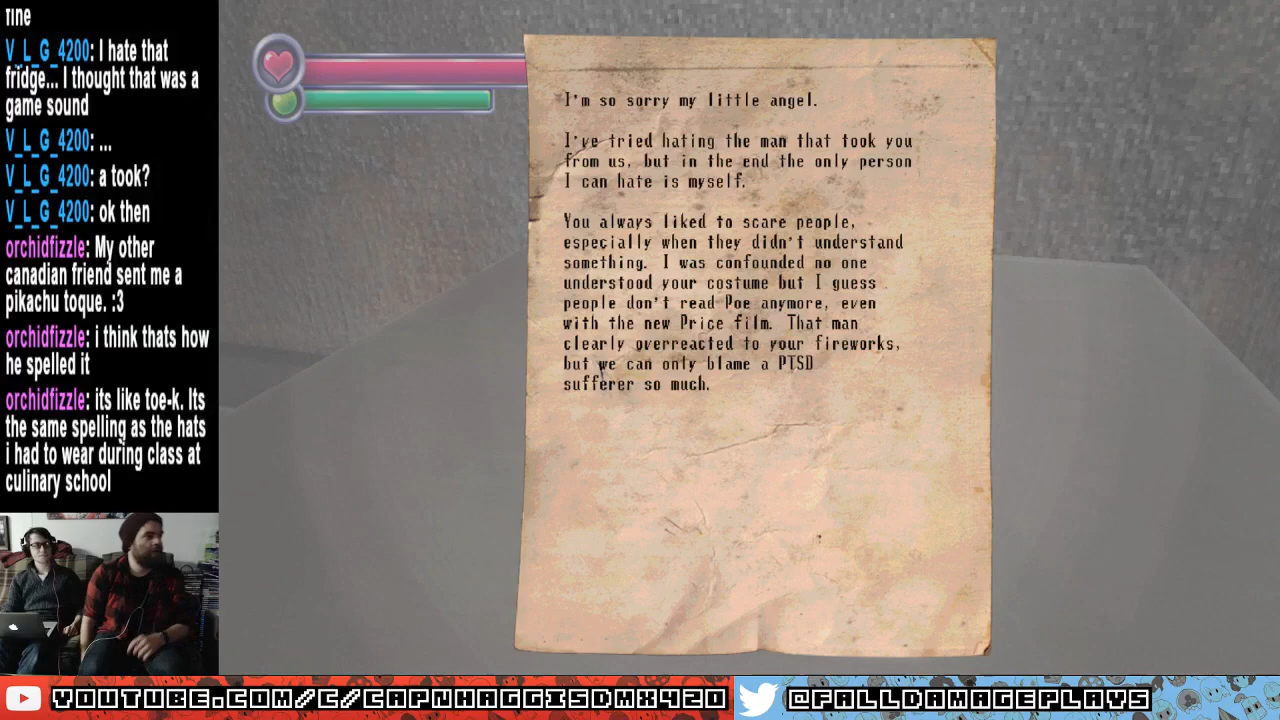 fine
V_L_G_4200: I hate that
fridge... I thought that was a
game sound
V_L_G_4200: ...
V_L_G_4200: a took?
V_L_G_4200: ok then
orchidfizzle: My other
canadian friend sent me a
pikachu toque. :3
orchidfizzle: i think thats how
he spelled it
orchidfizzle: its like toe-k. Its
the same spelling as the hats
i had to wear during class at
culinary school
I'm so sorry my little angel.
I've tried hating the man that took you
from us, but in the end the only person
I can hate is myself.
You always liked to scare people,
especially when they didn't understand
something. I was confounded no one
understood your costume but I guess
people don't read Poe anymore, even
with the new Price film. That man
clearly overreacted to your fireworks,
but we can only blame a PTSD
sufferer so much.
YOUTUBE.COM/C/CAPNHAGGISDMX420
@FALLDAMAGEPLAYS